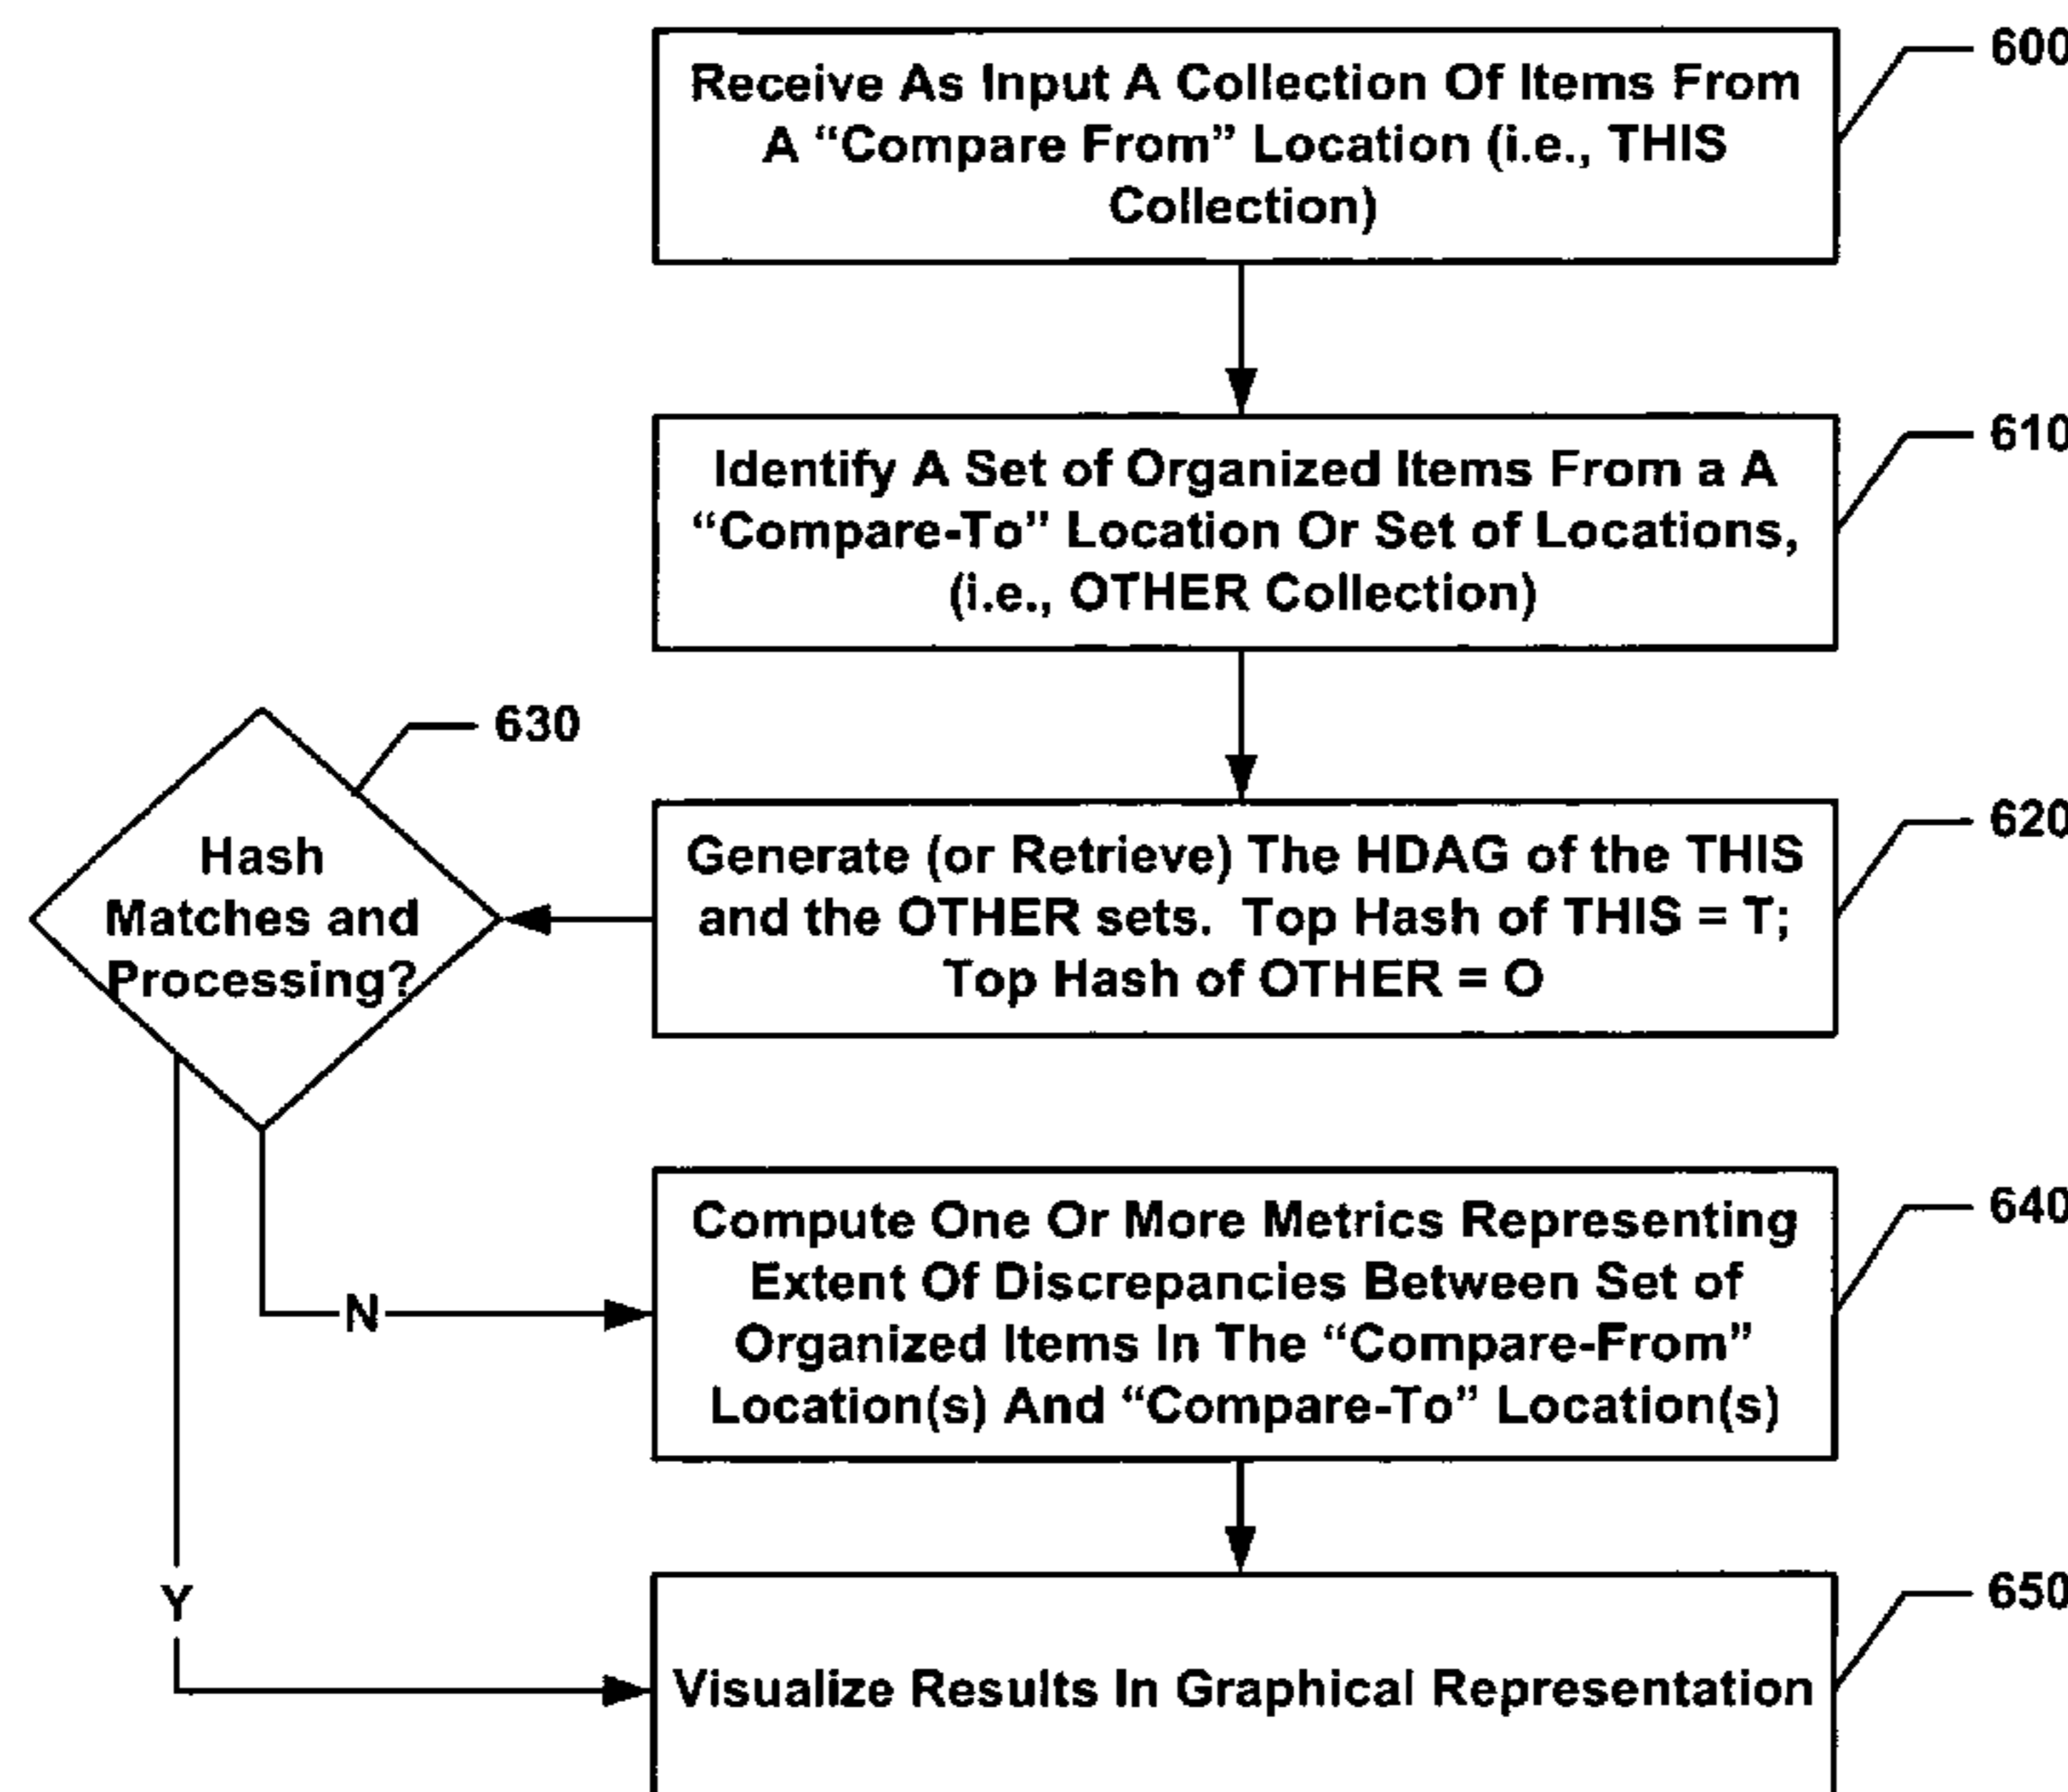 Receive As Input A Collection Of Items From
A “Compare From” Location (i.e., THIS
Collection)
600
Identify A Set of Organized Items From a A
“Compare-To” Location Or Set of Locations,
(i.e., OTHER Collection)
610
Generate (or Retrieve) The HDAG of the THIS
and the OTHER sets. Top Hash of THIS = T;
Top Hash of OTHER = O
620
Hash
Matches and
Processing?
630
N
Compute One Or More Metrics Representing
Extent Of Discrepancies Between Set of
Organized Items In The “Compare-From”
Location(s) And “Compare-To” Location(s)
640
Y
Visualize Results In Graphical Representation
650